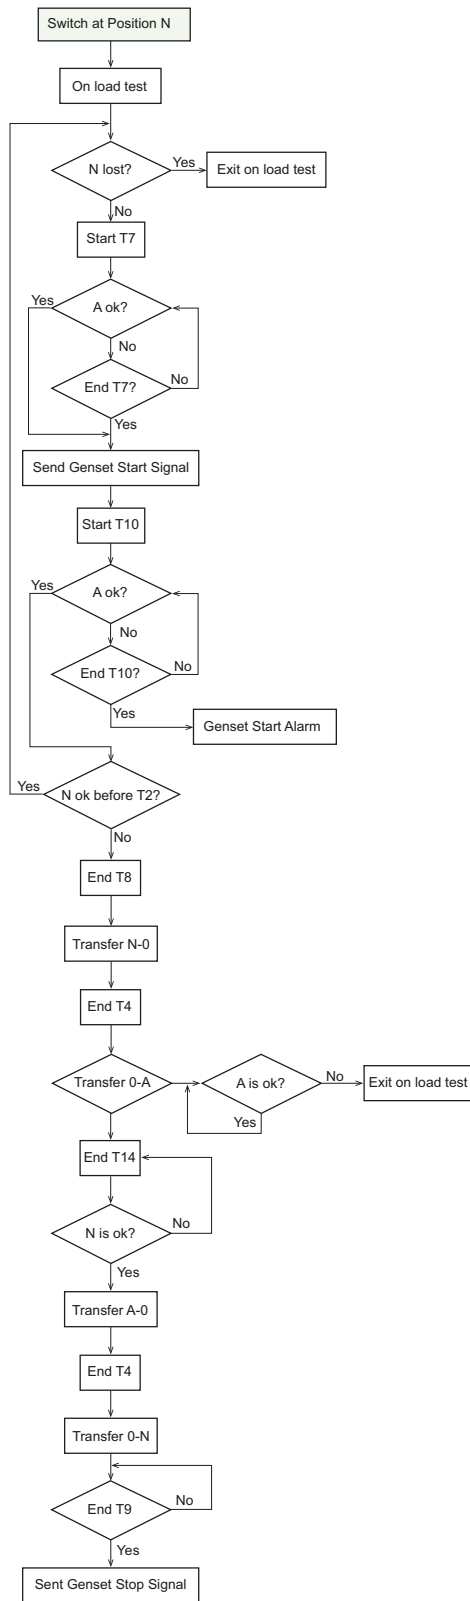 Switch at Position N
On load test
N lost?
Yes
Exit on load test
No
Start T7
Yes
A ok?
No
End T7?
No
Yes
Send Genset Start Signal
Start T10
Yes
A ok?
No
End T10?
No
Yes
Genset Start Alarm
Yes
N ok before T2?
No
End T8
Transfer N-0
End T4
Transfer 0-A
A is ok?
No
Exit on load test
Yes
End T14
N is ok?
No
Yes
Transfer A-0
End T4
Transfer 0-N
End T9
No
Yes
Sent Genset Stop Signal